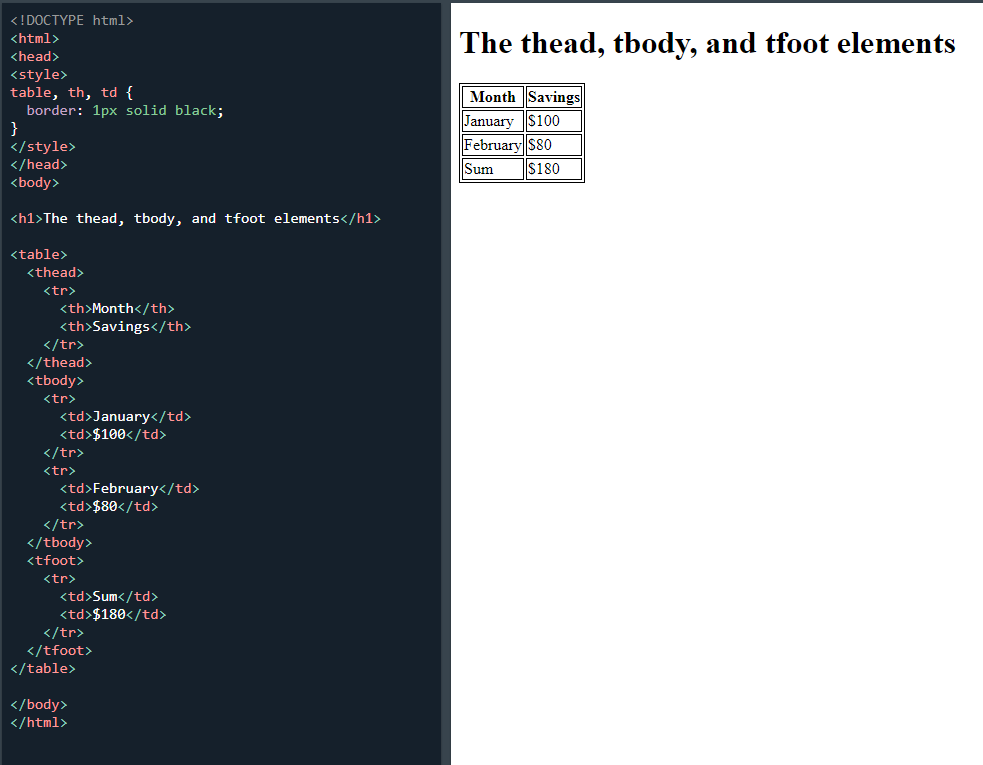 <!DOCTYPE html>
<html>
<head>
<style>
table, th, td {
  border: 1px solid black;
}
</style>
</head>
<body>

<h1>The thead, tbody, and tfoot elements</h1>

<table>
  <thead>
    <tr>
      <th>Month</th>
      <th>Savings</th>
    </tr>
  </thead>
  <tbody>
    <tr>
      <td>January</td>
      <td>$100</td>
    </tr>
    <tr>
      <td>February</td>
      <td>$80</td>
    </tr>
  </tbody>
  <tfoot>
    <tr>
      <td>Sum</td>
      <td>$180</td>
    </tr>
  </tfoot>
</table>

</body>
</html>
The thead, tbody, and tfoot elements
Month Savings
January $100
February $80
Sum $180